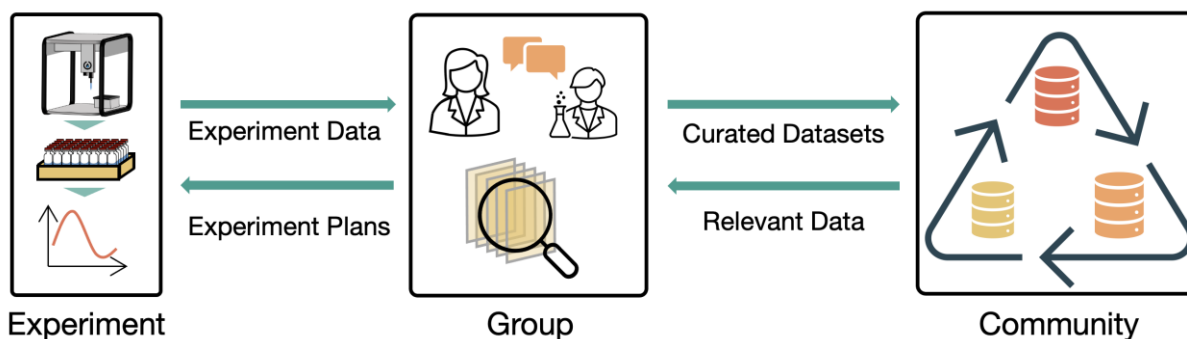 Experiment Data
Curated Datasets
Experiment Plans
Relevant Data
Experiment
Group
Community